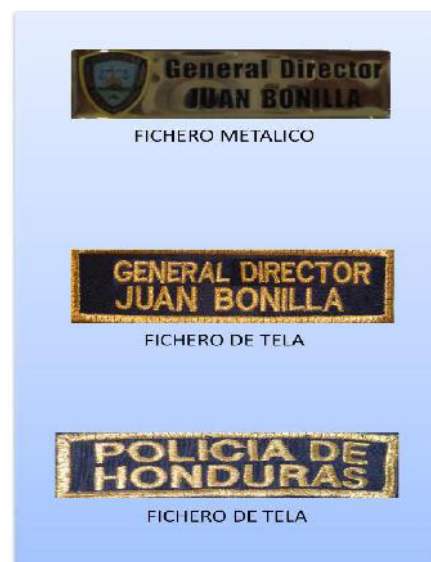 General Director
JUAN BONILLA
FICHERO METALICO
GENERAL DIRECTOR
JUAN BONILLA
FICHERO DE TELA
POLICIA DE
HONDURAS
FICHERO DE TELA